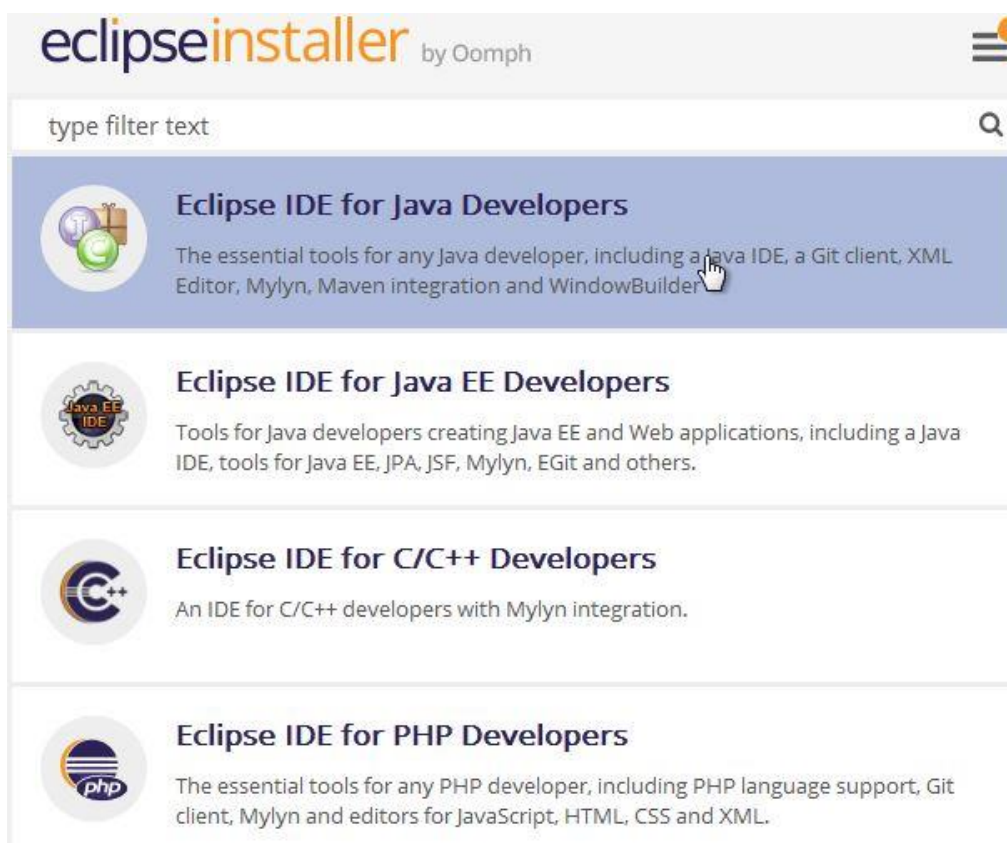 eclipseinstaller by Oomph
type filter text
Eclipse IDE for Java Developers
The essential tools for any Java developer, including a Java IDE, a Git client, XML
Editor, Mylyn, Maven integration and WindowBuilder
Java EE
IDE
Eclipse IDE for Java EE Developers
Tools for Java developers creating Java EE and Web applications, including a Java
IDE, tools for Java EE, JPA, JSF, Mylyn, EGit and others.
C++
Eclipse IDE for C/C++ Developers
An IDE for C/C++ developers with Mylyn integration.
php
Eclipse IDE for PHP Developers
The essential tools for any PHP developer, including PHP language support, Git
client, Mylyn and editors for JavaScript, HTML, CSS and XML.